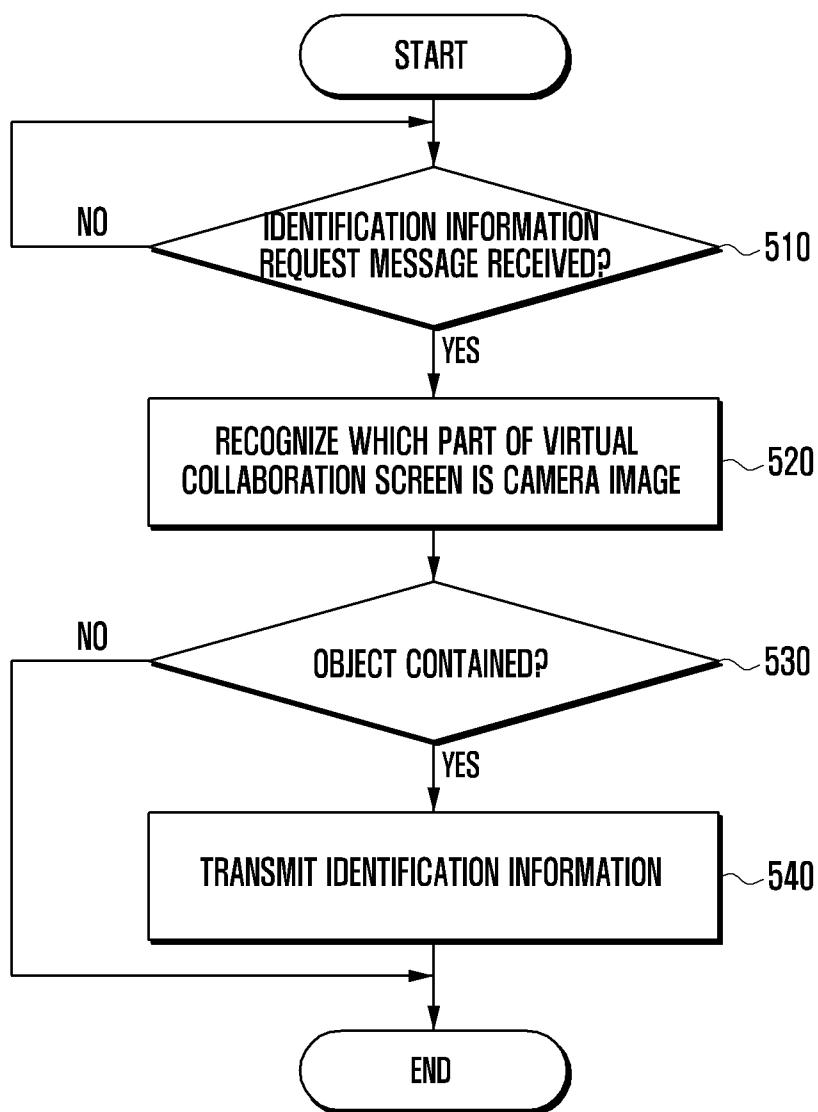 START
NO
IDENTIFICATION INFORMATION
REQUEST MESSAGE RECEIVED?
510
YES
RECOGNIZE WHICH PART OF VIRTUAL
COLLABORATION SCREEN IS CAMERA IMAGE
520
NO
OBJECT CONTAINED?
530
YES
TRANSMIT IDENTIFICATION INFORMATION
540
END